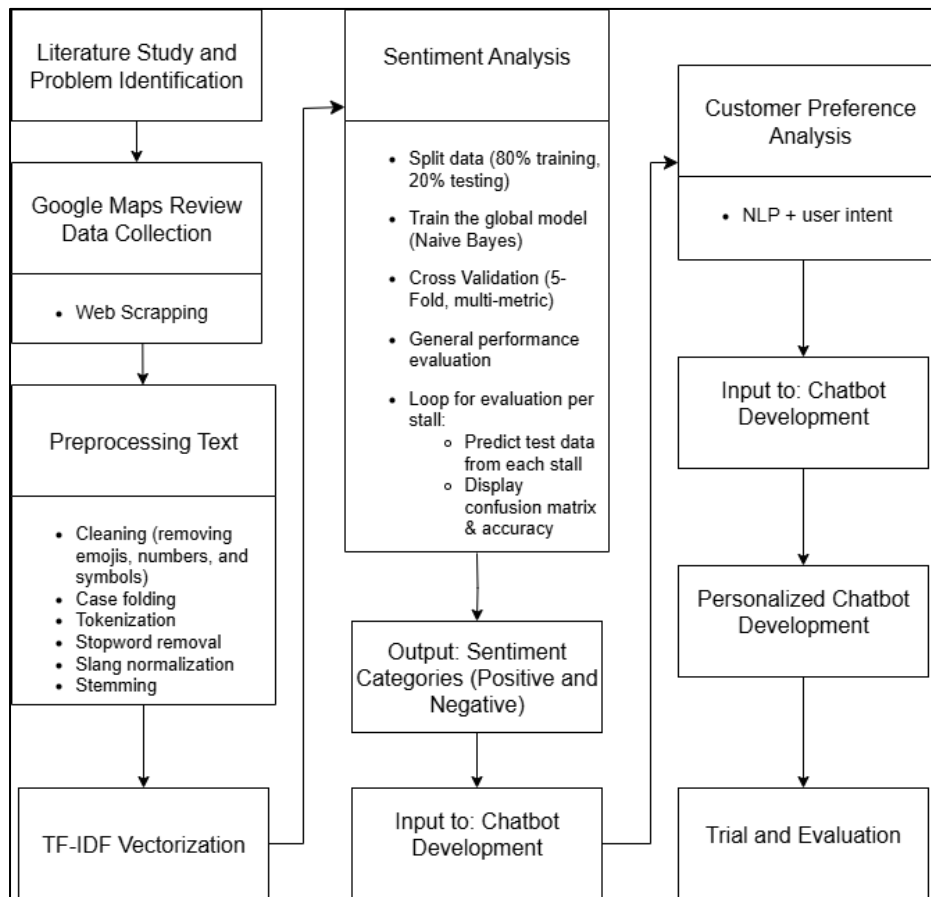 Literature Study and
Problem Identification
Google Maps Review
Data Collection
• Web Scrapping
Preprocessing Text
• Cleaning (removing
emojis, numbers, and
symbols)
• Case folding
• Tokenization
• Stopword removal
• Slang normalization
• Stemming
TF-IDF Vectorization
Sentiment Analysis
• Split data (80% training,
20% testing)
• Train the global model
(Naive Bayes)
• Cross Validation (5-
Fold, multi-metric)
• General performance
evaluation
• Loop for evaluation per
stall:
o Predict test data
from each stall
o Display
confusion matrix
& accuracy
Output: Sentiment
Categories (Positive and
Negative)
Input to: Chatbot
Development
Customer Preference
Analysis
• NLP + user intent
Input to: Chatbot
Development
Personalized Chatbot
Development
Trial and Evaluation